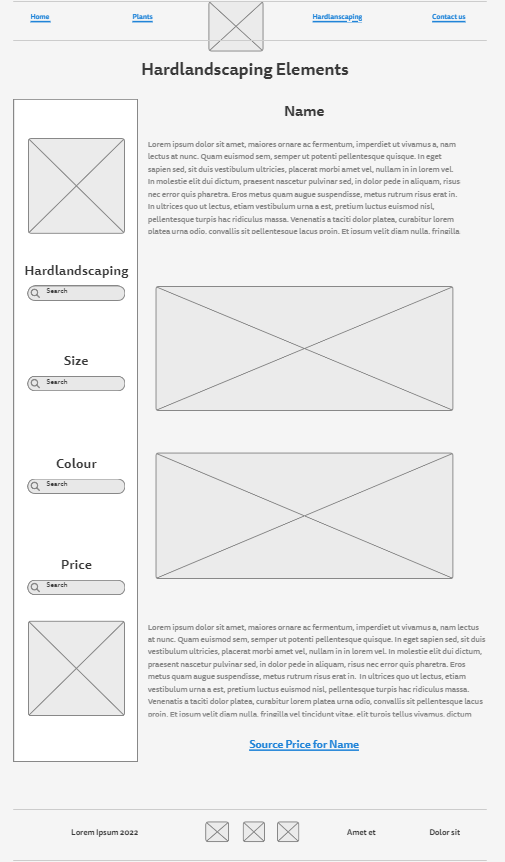 Home Plants Hardlanscaping Contact us
Hardlandscaping Elements
Name
Lorem ipsum dolor sit amet, maiores ornare ac fermentum, imperdiet ut vivamus a, nam
lectus at nunc. Quam euismod sem, semper ut potenti pellentesque quisque. In eget
sapien sed, sit duis vestibulum ultricies, placerat morbi amet vel, nullam in in lorem vel.
In molestie elit dui dictum, praesent nascetur pulvinar sed, in dolor pede in aliquam, risus
nec error quis pharetra. Eros metus quam augue suspendisse, metus rutrum risus erat in.
In ultrices quo ut lectus, etiam vestibulum urna a est, pretium luctus euismod nisl,
pellentesque turpis hac ridiculus massa. Venenatis a taciti dolor platea, curabitur lorem
platea urna odio, convallis sit pellentesque lacus proin. Et ipsum velit diam nulla, fringilla
Hardlandscaping
Search
Size
Search
Colour
Search
Price
Search
Lorem ipsum dolor sit amet, maiores ornare ac fermentum, imperdiet ut vivamus a, nam lectus
at nunc. Quam euismod sem, semper ut potenti pellentesque quisque. In eget sapien sed, sit duis
vestibulum ultricies, placerat morbi amet vel, nullam in in lorem vel. In molestie elit dui dictum,
praesent nascetur pulvinar sed, in dolor pede in aliquam, risus nec error quis pharetra. Eros
metus quam augue suspendisse, metus rutrum risus erat in. In ultrices quo ut lectus, etiam
vestibulum urna a est, pretium luctus euismod nisl, pellentesque turpis hac ridiculus massa.
Venenatis a taciti dolor platea, curabitur lorem platea urna odio, convallis sit pellentesque lacus
proin. Et ipsum velit diam nulla, fringilla vel tincidunt vitae, elit turpis tellus vivamus, dictum
Source Price for Name
Lorem Ipsum 2022 Amet et Dolor sit